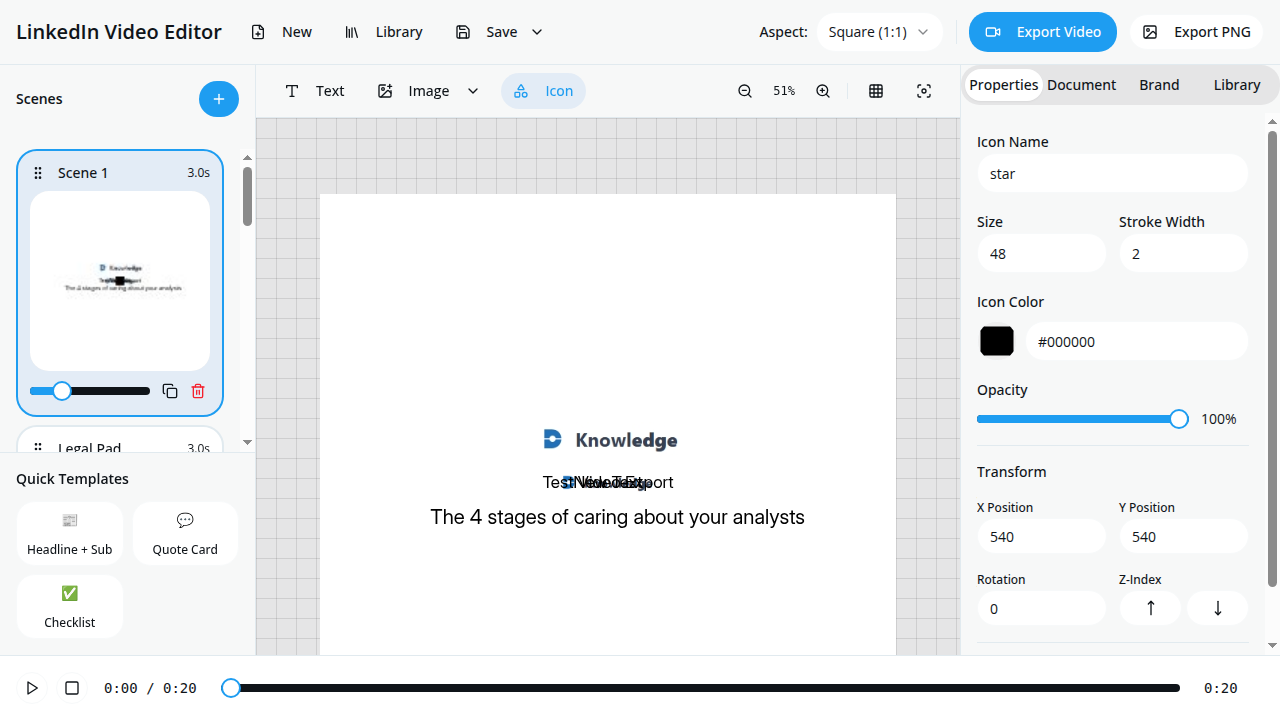 LinkedIn Video Editor
New
Library
Save
Aspect:
Square (1:1)
Export Video
Export PNG
Scenes
Text
Image
Icon
51%
Properties
Document
Brand
Library
Scene 1
3.0s
Knowledge
The 4 stages of caring about your analysts
Legal Pad
3.0s
Quick Templates
Headline + Sub
Quote Card
Checklist
Knowledge
The 4 stages of caring about your analysts
Icon Name
star
Size
Stroke Width
48
2
Icon Color
#000000
Opacity
100%
Transform
X Position
Y Position
540
540
Rotation
Z-Index
0
0:00 / 0:20
0:20